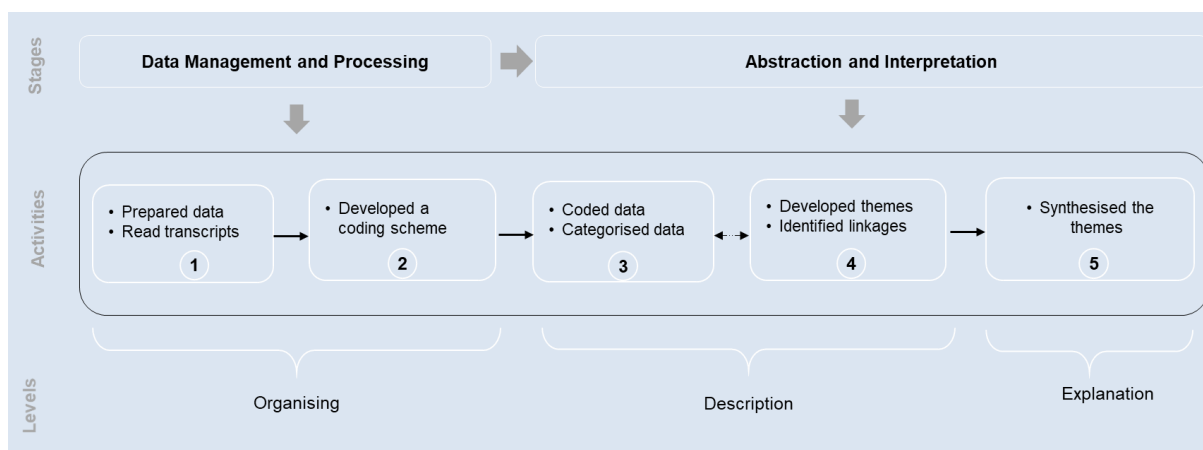 Stages
Data Management and Processing
Abstraction and Interpretation
Activities
• Prepared data
• Read transcripts
1
• Developed a
coding scheme
2
• Coded data
• Categorised data
3
• Developed themes
• Identified linkages
4
• Synthesised the
themes
5
Levels
Organising
Description
Explanation